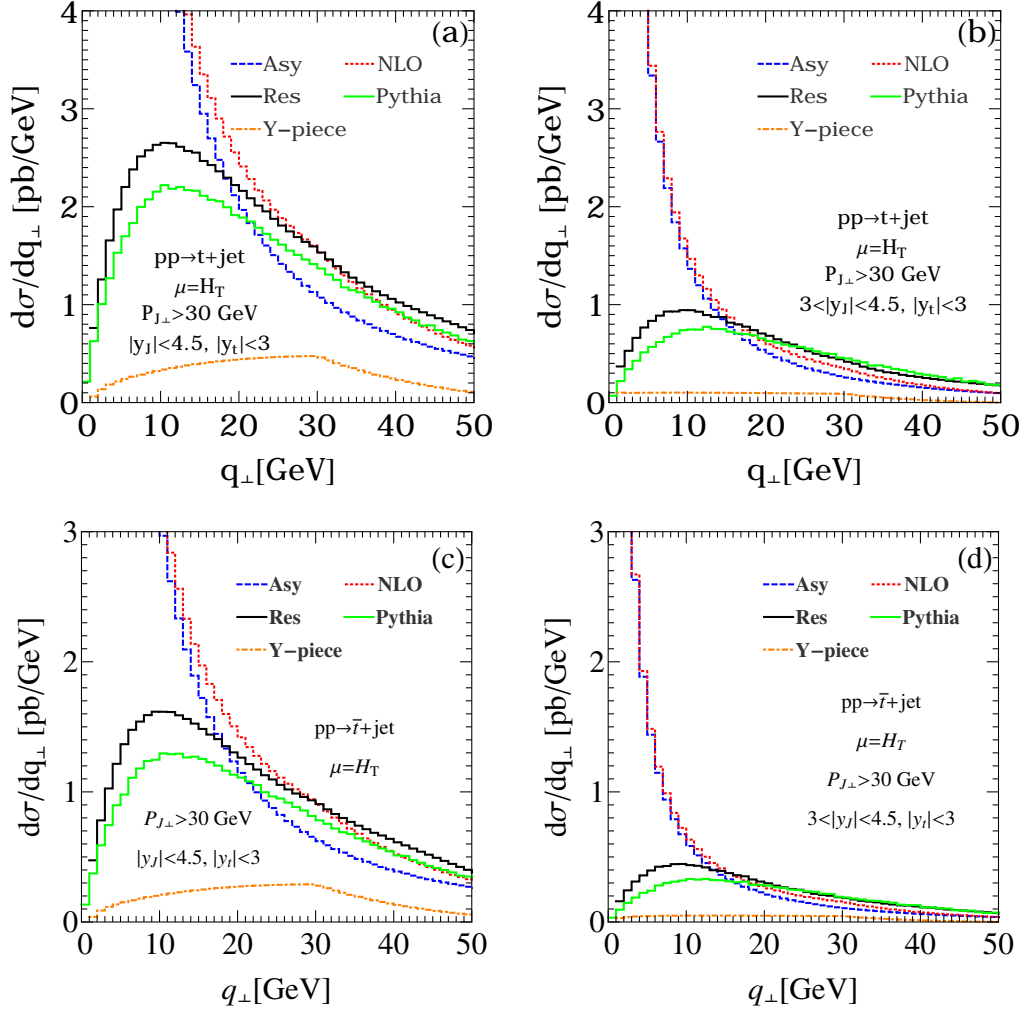 (a)
Asy NLO
Res Pythia
Y−piece
pp→t+jet
μ=H_T
P_J⊥>30 GeV
|y_J|<4.5, |y_t|<3
dσ/dq⊥ [pb/GeV]
4
3
2
1
0
0 10 20 30 40 50
q⊥[GeV]
(b)
Asy NLO
Res Pythia
Y−piece
pp→t+jet
μ=H_T
P_J⊥>30 GeV
3<|y_J|<4.5, |y_t|<3
dσ/dq⊥ [pb/GeV]
4
3
2
1
0
0 10 20 30 40 50
q⊥[GeV]
(c)
Asy NLO
Res Pythia
Y−piece
pp→t̄+jet
μ=H_T
P_J⊥>30 GeV
|y_J|<4.5, |y_t|<3
dσ/dq⊥ [pb/GeV]
3
2
1
0
0 10 20 30 40 50
q⊥[GeV]
(d)
Asy NLO
Res Pythia
Y−piece
pp→t̄+jet
μ=H_T
P_J⊥>30 GeV
3<|y_J|<4.5, |y_t|<3
dσ/dq⊥ [pb/GeV]
3
2
1
0
0 10 20 30 40 50
q⊥[GeV]